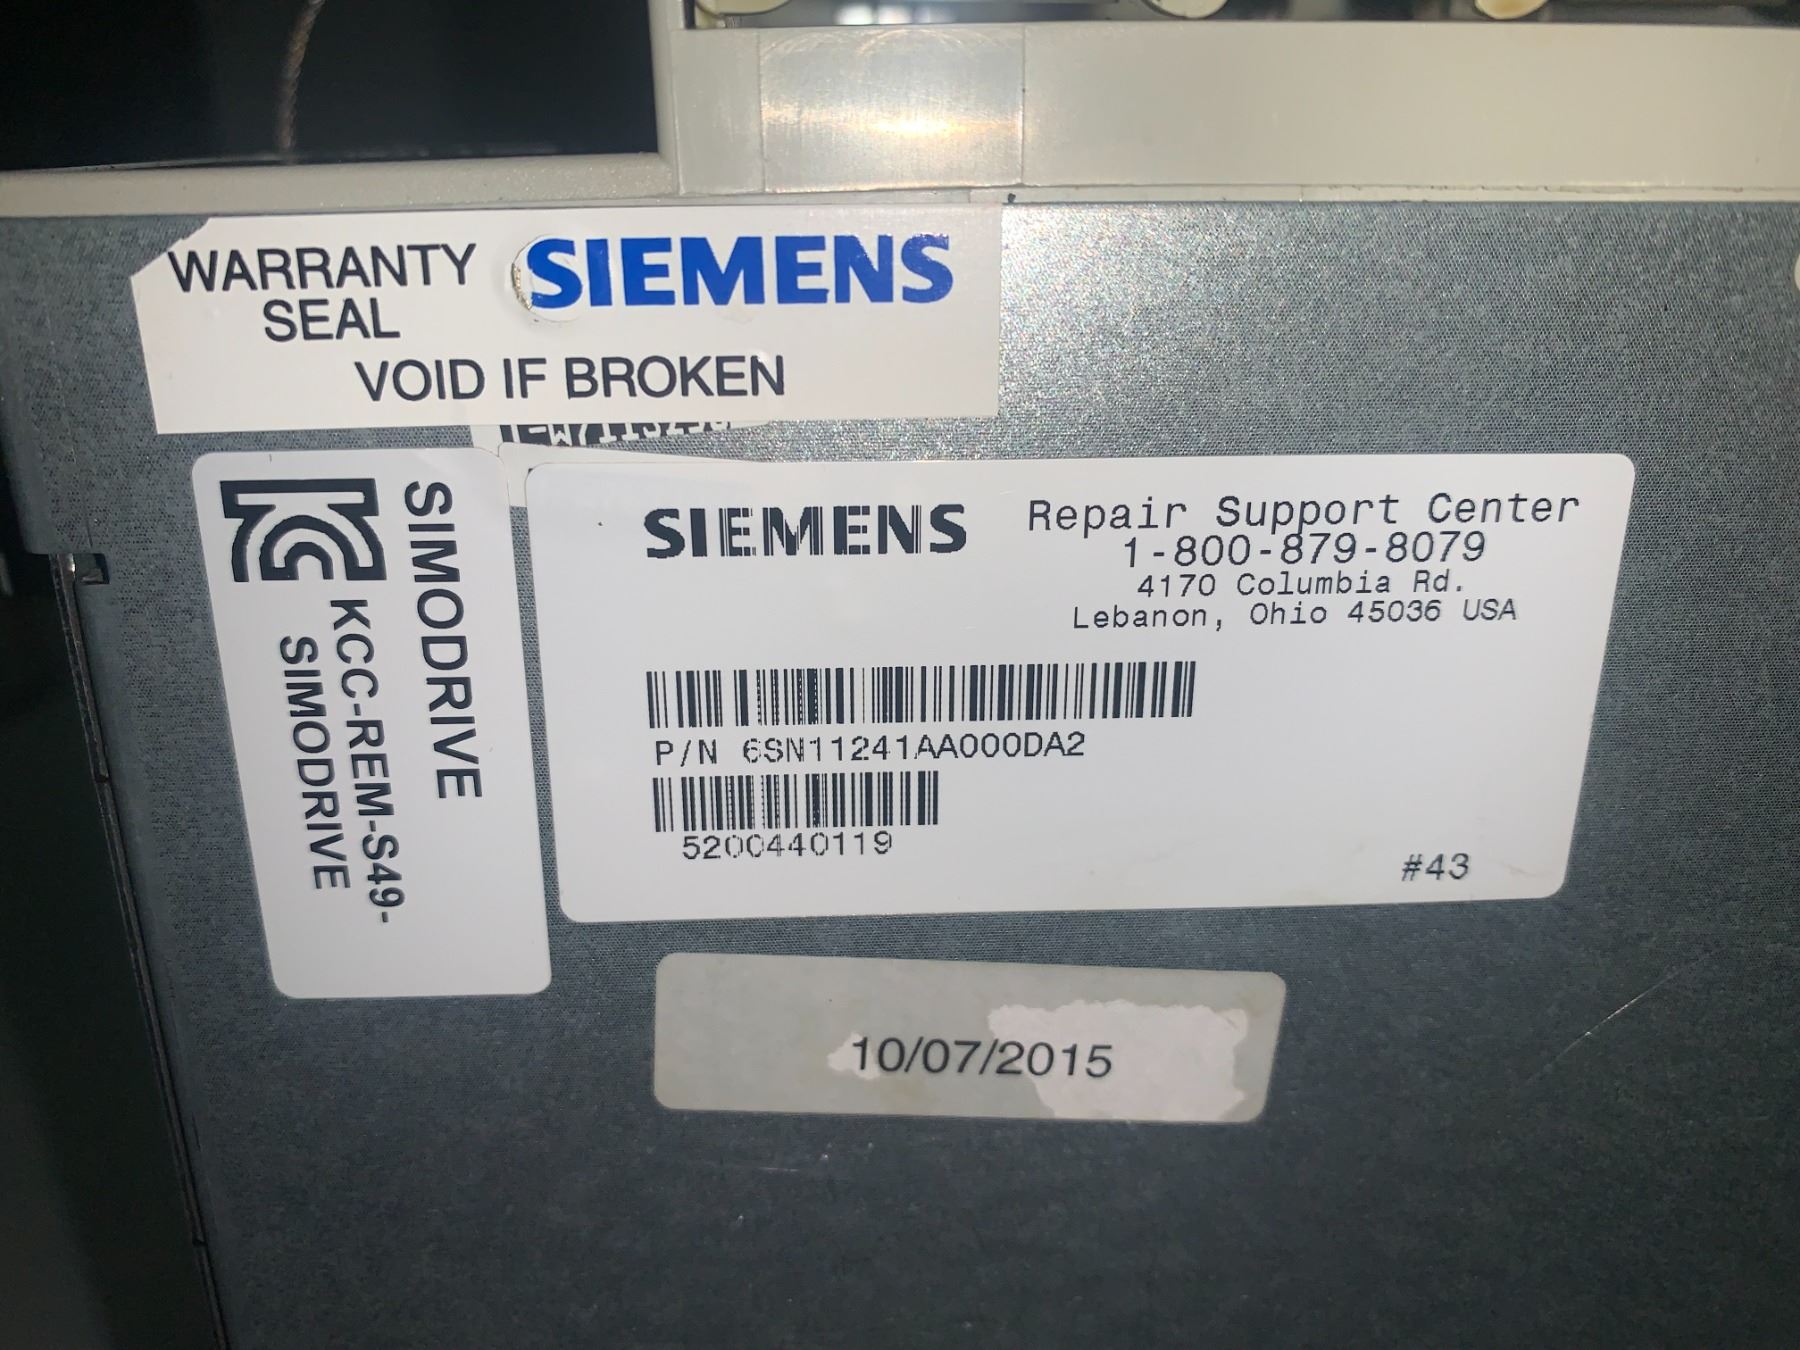 WARRANTY SIEMENS
SEAL
VOID IF BROKEN
SIMODRIVE
KCC-REM-S49-
SIMODRIVE
SIEMENS
Repair Support Center
1-800-879-8079
4170 Columbia Rd.
Lebanon, Ohio 45036 USA
P/N 6SN11241AA000DA2
5200440119
#43
10/07/2015